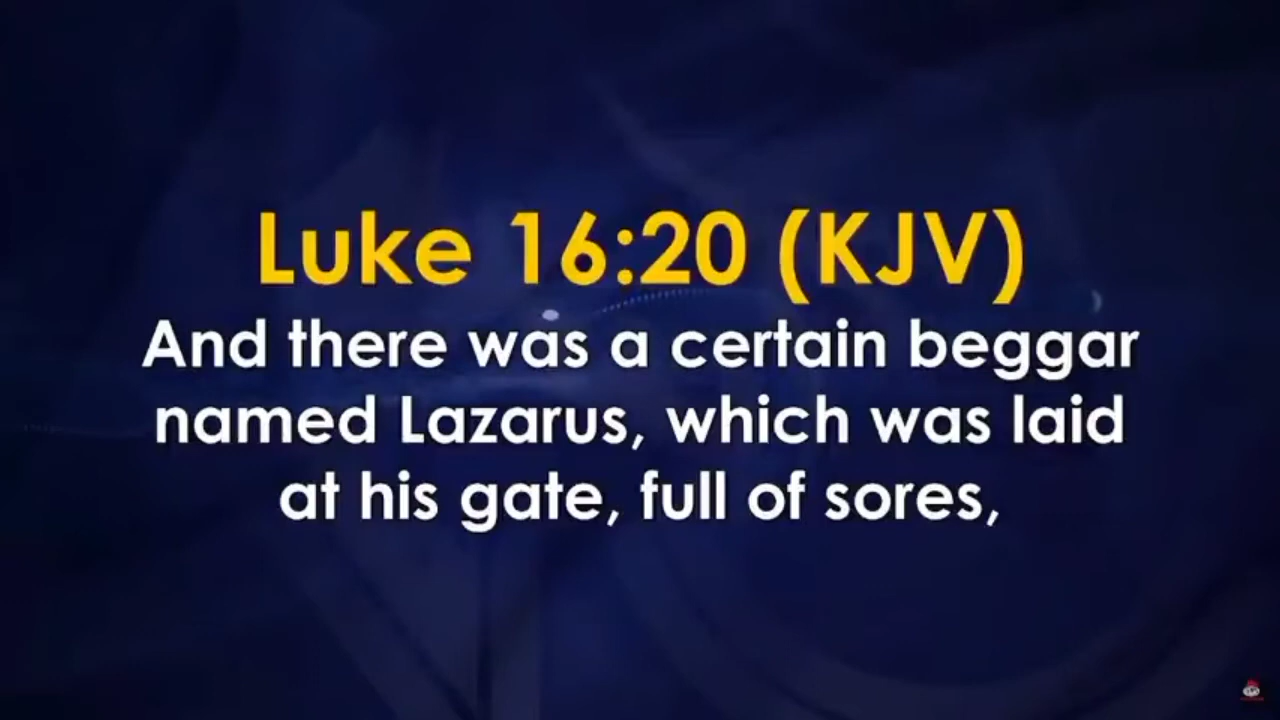 Luke 16:20 (KJV)
And there was a certain beggar
named Lazarus, which was laid
at his gate, full of sores,